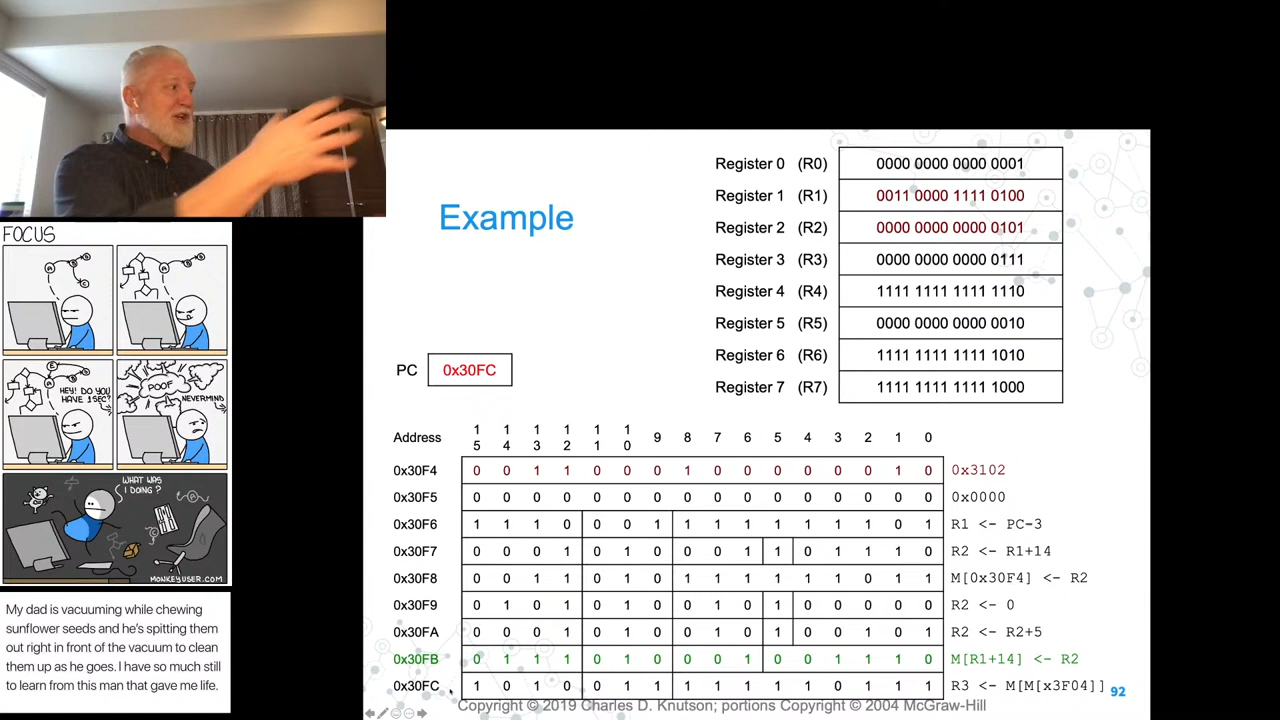 FOCUS
HEY! DO YOU
HAVE 1 SEC?
POOF
NEVERMIND
WHAT WAS
I DOING?
MONKEYUSER.COM
My dad is vacuuming while chewing
sunflower seeds and he's spitting them
out right in front of the vacuum to clean
them up as he goes. I have so much still
to learn from this man that gave me life.
Example
Register 0 (R0) 0000 0000 0000 0001
Register 1 (R1) 0011 0000 1111 0100
Register 2 (R2) 0000 0000 0000 0101
Register 3 (R3) 0000 0000 0000 0111
Register 4 (R4) 1111 1111 1111 1110
Register 5 (R5) 0000 0000 0000 0010
Register 6 (R6) 1111 1111 1111 1010
Register 7 (R7) 1111 1111 1111 1000
PC 0x30FC
Address 15 14 13 12 11 10 9 8 7 6 5 4 3 2 1 0
0x30F4 0 0 1 1 0 0 0 1 0 0 0 0 0 0 1 0 0x3102
0x30F5 0 0 0 0 0 0 0 0 0 0 0 0 0 0 0 0 0x0000
0x30F6 1 1 1 0 0 0 1 1 1 1 1 1 1 1 0 1 R1 <- PC-3
0x30F7 0 0 0 1 0 1 0 0 0 1 1 0 1 1 1 0 R2 <- R1+14
0x30F8 0 0 1 1 0 1 0 1 1 1 1 1 1 0 1 1 M[0x30F4] <- R2
0x30F9 0 1 0 1 0 1 0 0 1 0 1 0 0 0 0 0 R2 <- 0
0x30FA 0 0 0 1 0 1 0 0 1 0 1 0 0 1 0 1 R2 <- R2+5
0x30FB 0 1 1 1 0 1 0 0 0 1 0 0 1 1 1 0 M[R1+14] <- R2
0x30FC 1 0 1 0 0 1 1 1 1 1 1 1 0 1 1 1 R3 <- M[M[x3F04]]
92
Copyright © 2019 Charles D. Knutson; portions Copyright © 2004 McGraw-Hill